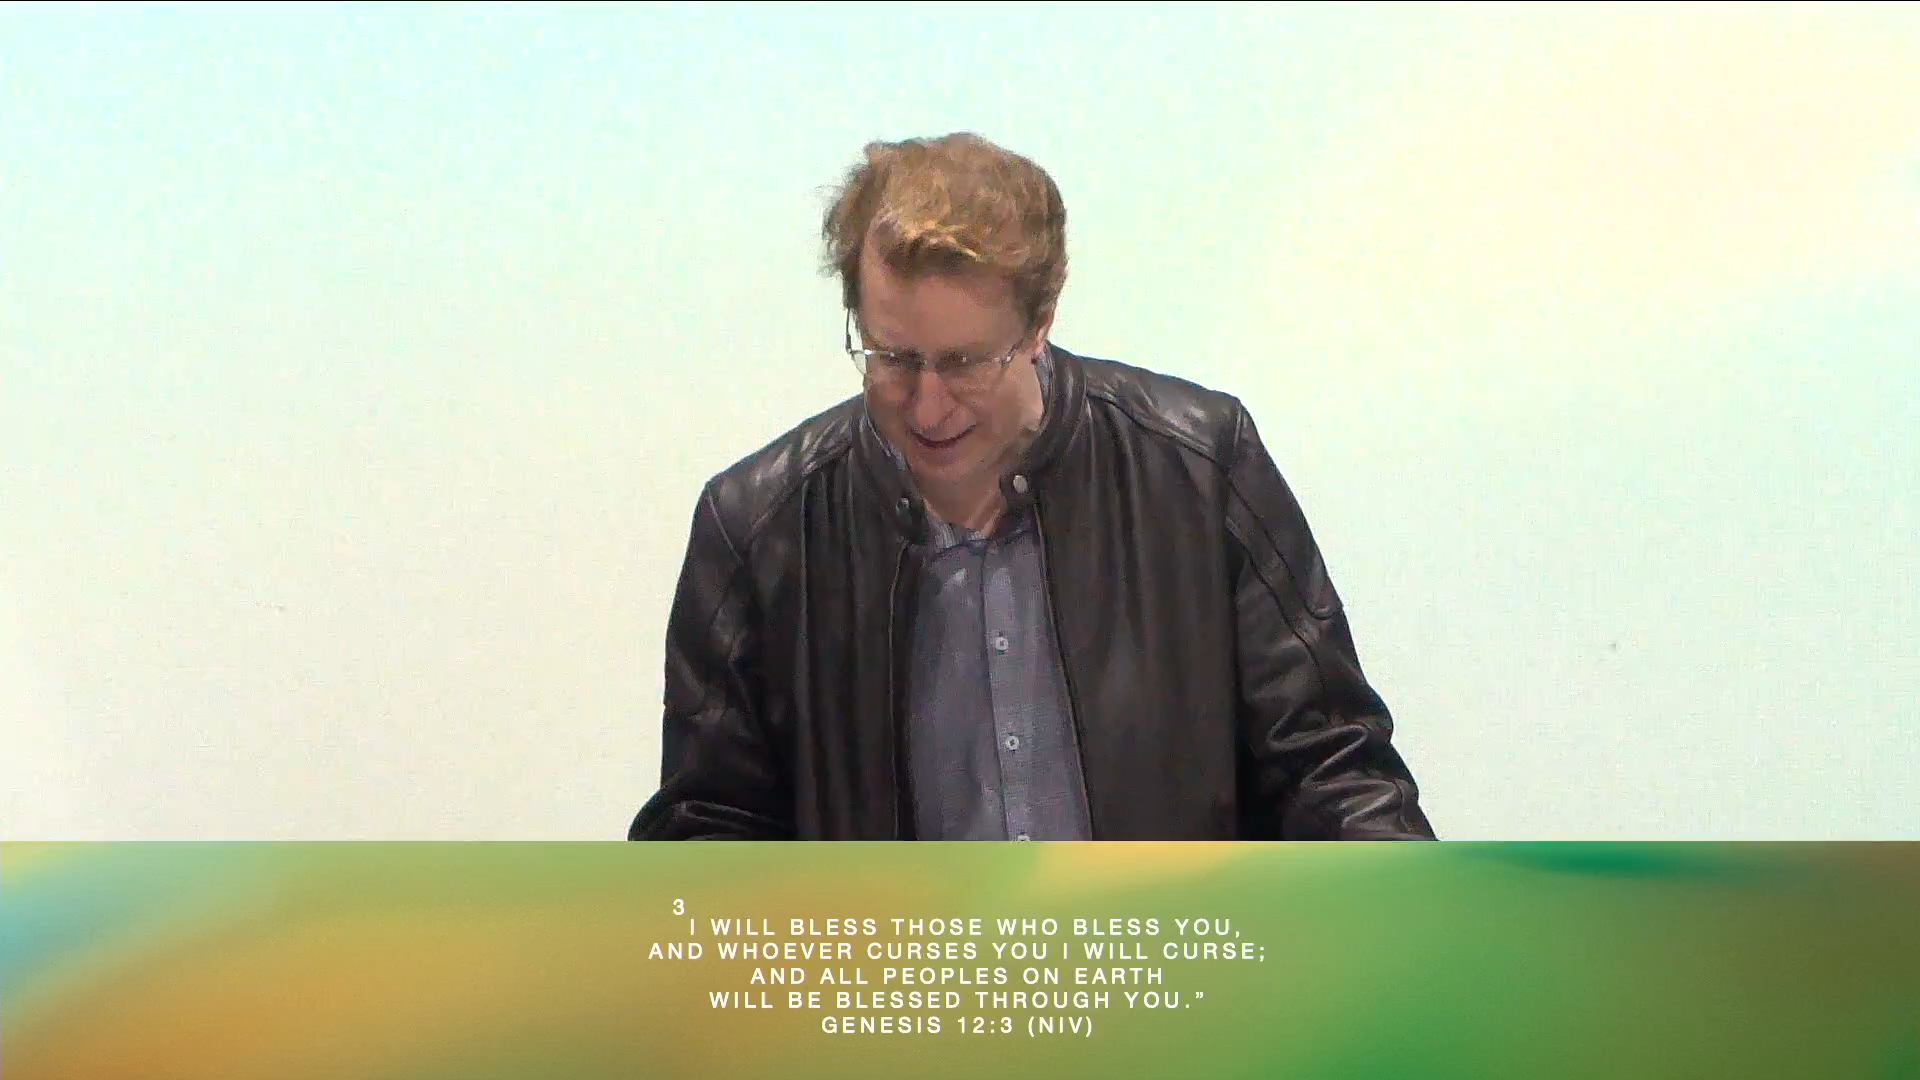 3
I WILL BLESS THOSE WHO BLESS YOU,
AND WHOEVER CURSES YOU I WILL CURSE;
AND ALL PEOPLES ON EARTH
WILL BE BLESSED THROUGH YOU.”
GENESIS 12:3 (NIV)